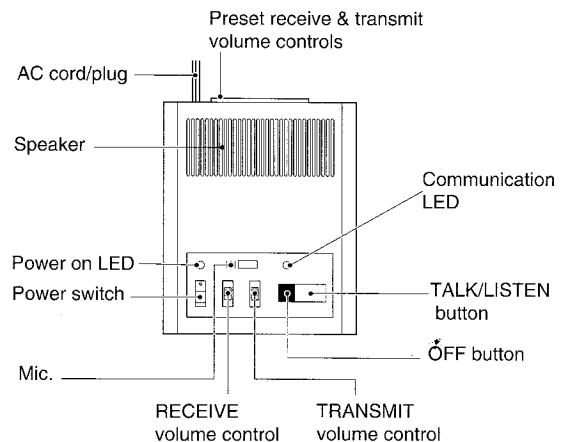 Preset receive & transmit
volume controls
AC cord/plug
Speaker
Communication
LED
Power on LED
Power switch
TALK/LISTEN
button
OFF button
Mic.
RECEIVE
volume control
TRANSMIT
volume control